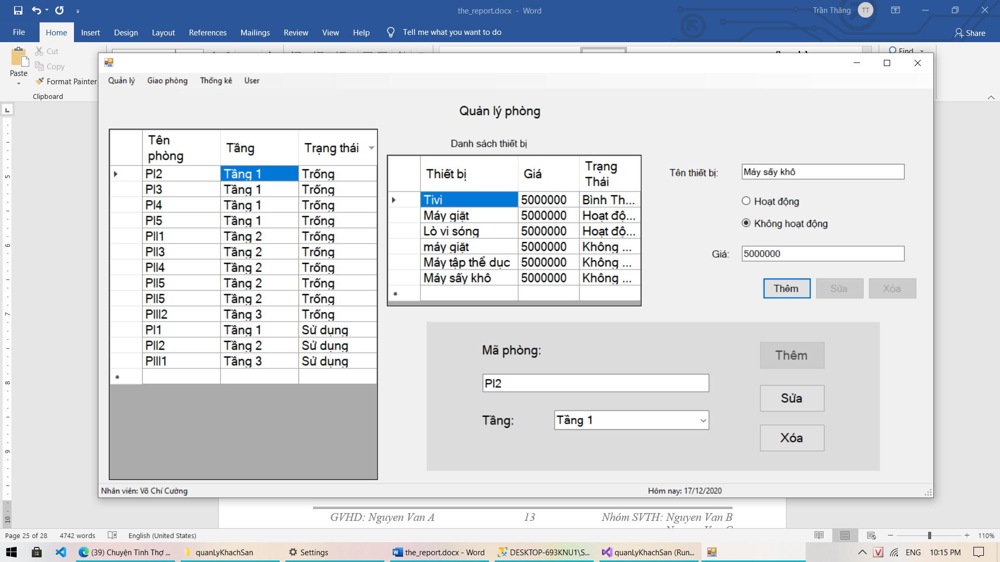 the_report.docx - Word
Trần Thăng
TT
File
Home
Insert
Design
Layout
References
Mailings
Review
View
Help
Tell me what you want to do
Share
Paste
Cut
Copy
Format Painter
Clipboard
Find
Quản lý
Giao phòng
Thống kê
User
Quản lý phòng
Tên phòng Tầng Trạng thái
PI2 Tầng 1 Trống
PI3 Tầng 1 Trống
PI4 Tầng 1 Trống
PI5 Tầng 1 Trống
PII1 Tầng 2 Trống
PII3 Tầng 2 Trống
PII4 Tầng 2 Trống
PII5 Tầng 2 Trống
PII5 Tầng 2 Trống
PIII2 Tầng 3 Trống
PI1 Tầng 1 Sử dụng
PII2 Tầng 2 Sử dụng
PIII1 Tầng 3 Sử dụng
Danh sách thiết bị
Thiết bị Giá Trạng Thái
Tivi 5000000 Bình Th...
Máy giặt 5000000 Hoạt độ...
Lò vi sóng 5000000 Hoạt độ...
máy giặt 5000000 Không ...
Máy tập thể dục 5000000 Không ...
Máy sấy khô 5000000 Không ...
Tên thiết bị: Máy sấy khô
Hoạt động
Không hoạt động
Giá: 5000000
Thêm Sửa Xóa
Mã phòng:
PI2
Tầng: Tầng 1
Thêm
Sửa
Xóa
Nhân viên: Võ Chí Cường
Hôm nay: 17/12/2020
GVHD: Nguyen Van A 13 Nhóm SVTH: Nguyen Van B
5
6
7
8
9
10
Page 25 of 28
4742 words
English (United States)
110%
(39) Chuyện Tình Thợ ...
quanLyKhachSan
Settings
the_report.docx - Word
DESKTOP-693KNU1\S...
quanLyKhachSan (Run...
ENG
10:15 PM